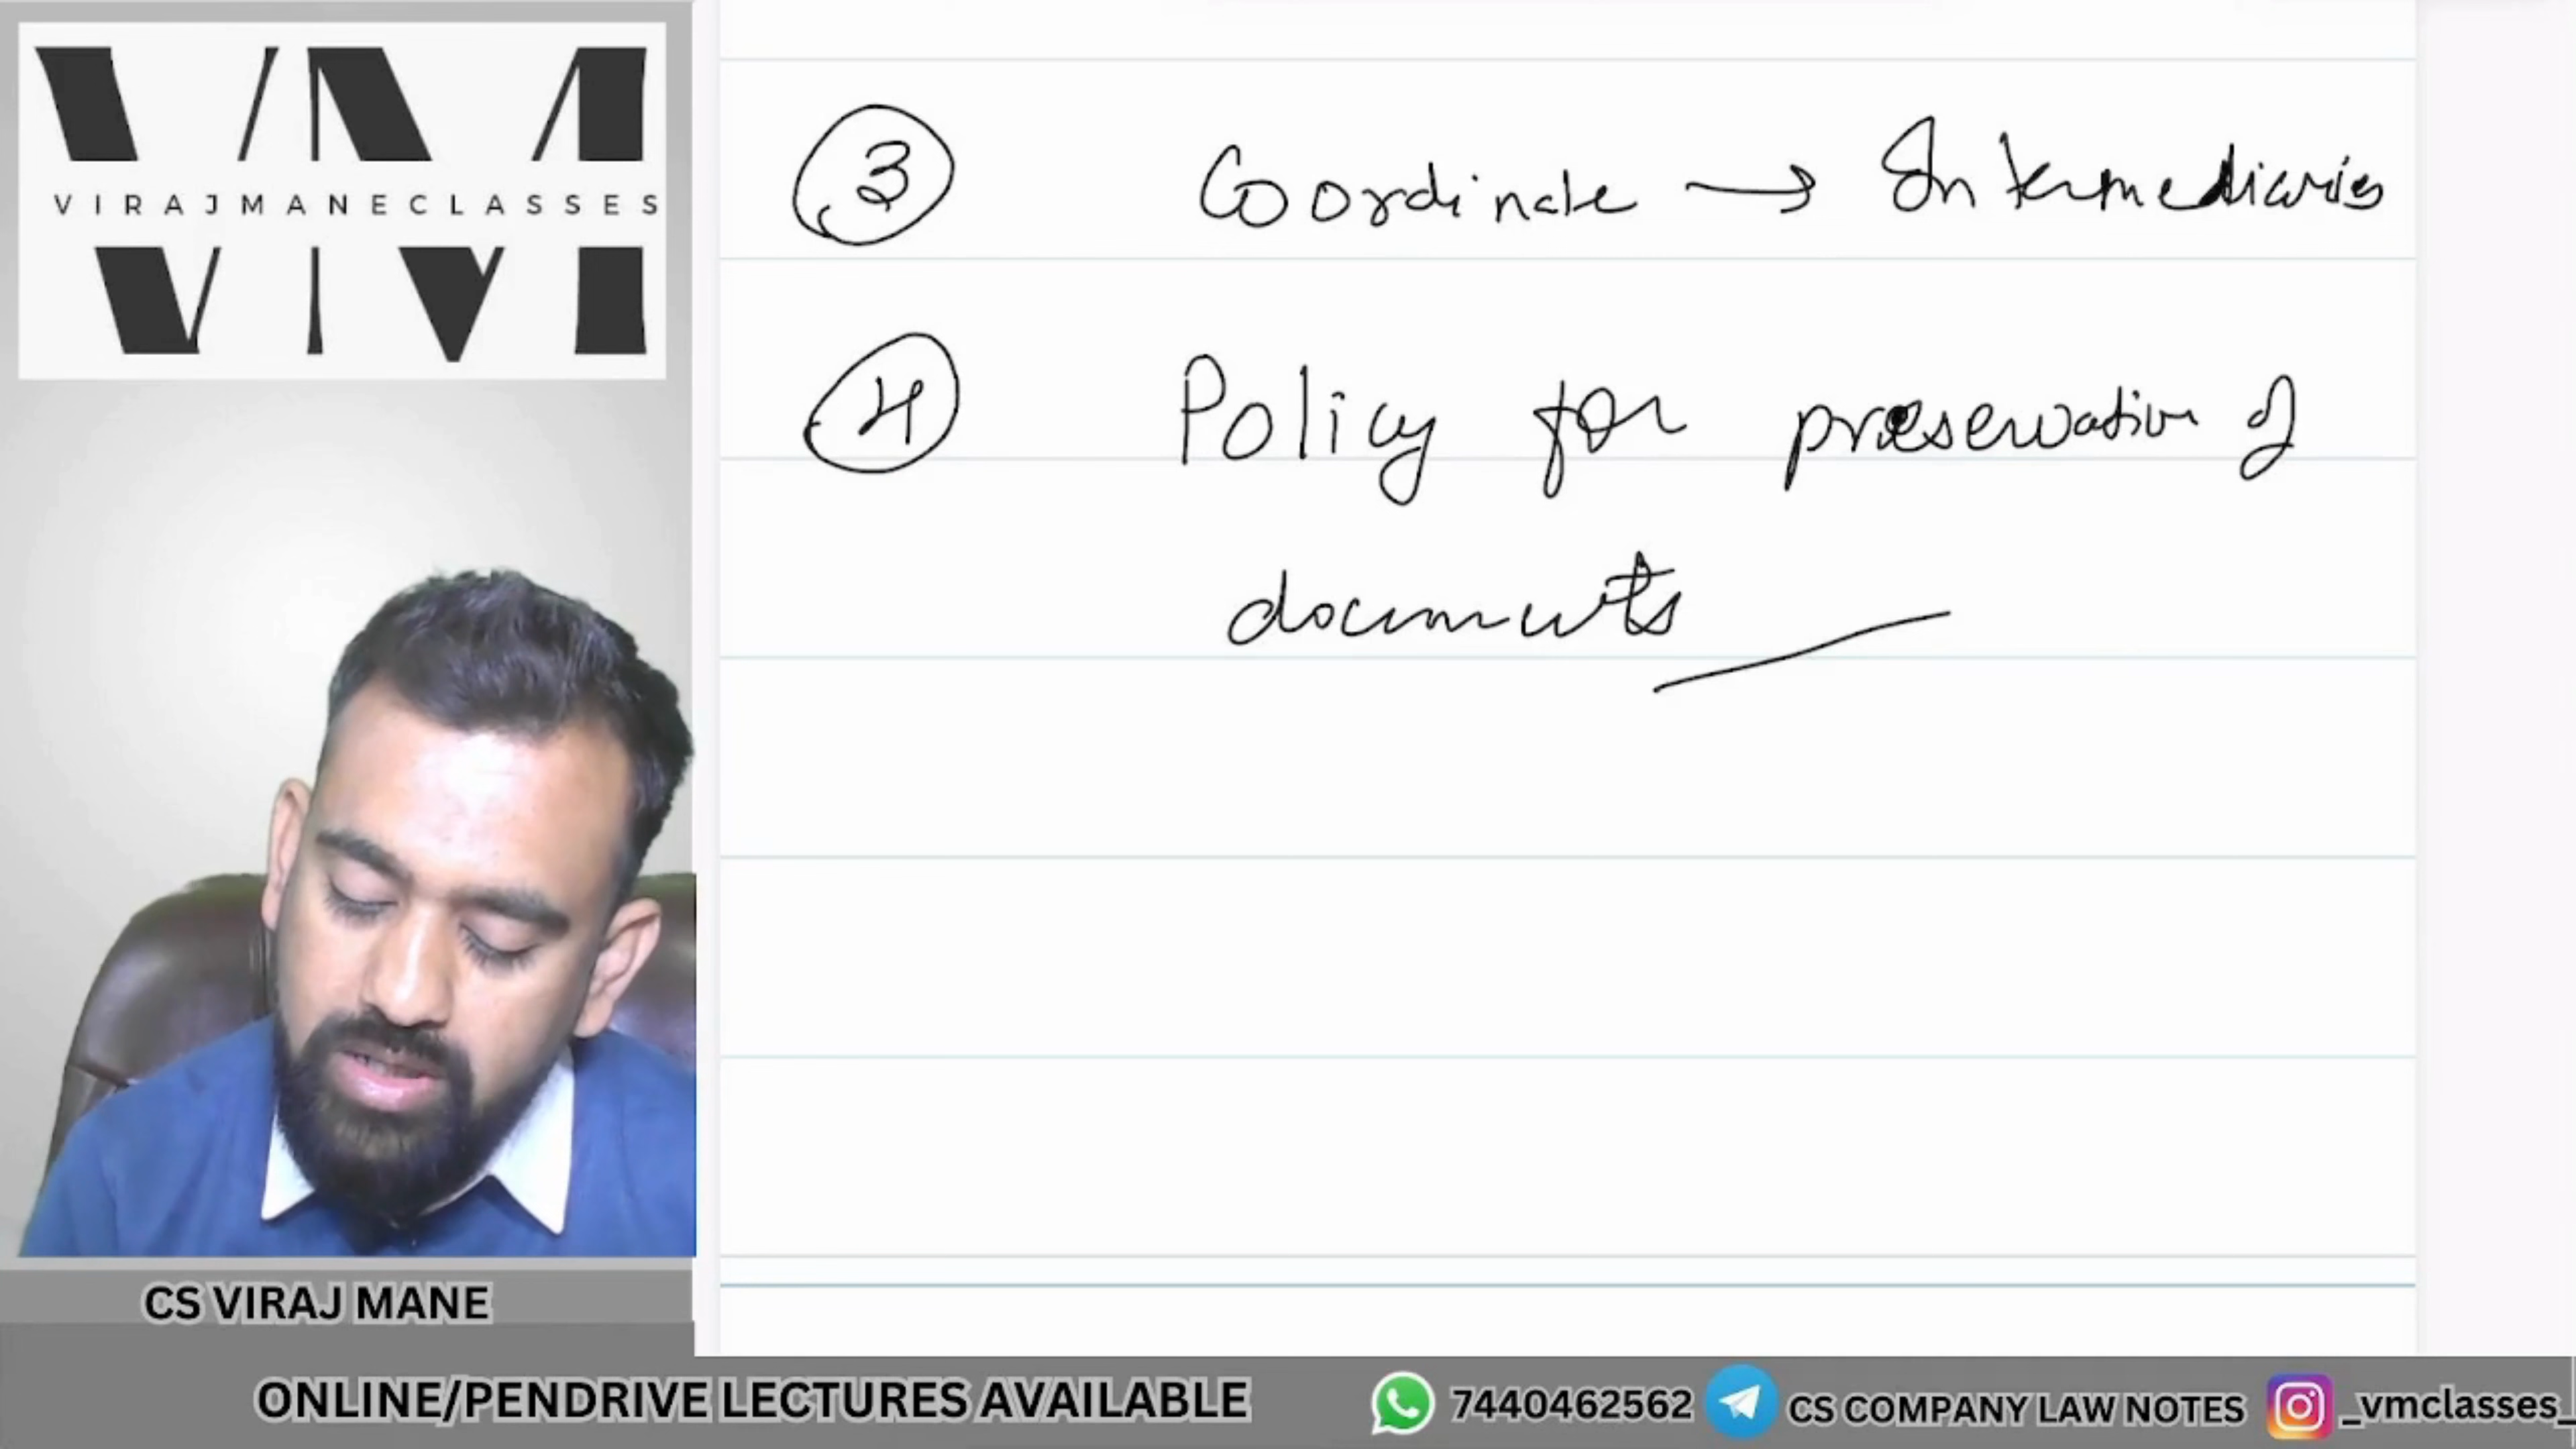 VIRAJMANECLASSES
③ Coordinate → Intermediaries
④ Policy for preservation of
documents
CS VIRAJ MANE
ONLINE/PENDRIVE LECTURES AVAILABLE 7440462562 CS COMPANY LAW NOTES _vmclasses_